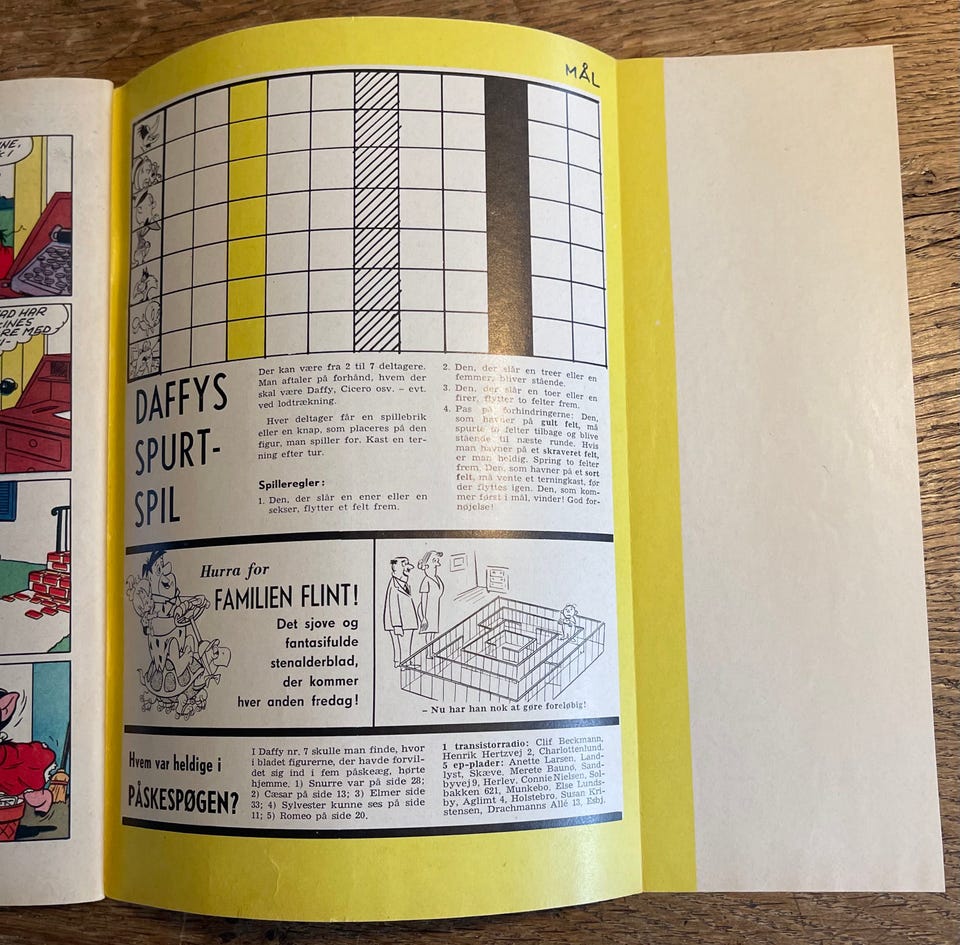 NE,
!
AD HAR
INES
RE MED
MÅL
DAFFYS
SPURT-
SPIL
Der kan være fra 2 til 7 deltagere.
Man aftaler på forhånd, hvem der
skal være Daffy, Cicero osv. – evt.
ved lodtrækning.
Hver deltager får en spillebrik
eller en knap, som placeres på den
figur, man spiller for. Kast en ter-
ning efter tur.
Spilleregler:
1. Den, der slår en ener eller en
sekser, flytter et felt frem.
2. Den, der slår en treer eller en
femmer, bliver stående.
3. Den, der slår en toer eller en
firer, flytter to felter frem.
4. Pas på forhindringerne: Den,
som havner på gult felt, må
spurte to felter tilbage og blive
stående til næste runde. Hvis
man havner på et skraveret felt,
er man heldig. Spring to felter
frem. Den, som havner på et sort
felt, må vente et terningkast, før
der flyttes igen. Den, som kom-
mer først i mål, vinder! God for-
nøjelse!
Hurra for
FAMILIEN FLINT!
Det sjove og
fantasifulde
stenalderblad,
der kommer
hver anden fredag!
– Nu har han nok at gøre foreløbig!
Hvem var heldige i
PÅSKESPØGEN?
I Daffy nr. 7 skulle man finde, hvor
i bladet figurerne, der havde forvil-
det sig ind i fem påskeæg, hørte
hjemme. 1) Snurre var på side 28;
2) Cæsar på side 13; 3) Elmer side
33; 4) Sylvester kunne ses på side
11; 5) Romeo på side 20.
1 transistorradio: Clif Beckmann,
Henrik Hertzvej 2, Charlottenlund.
5 ep-plader: Anette Larsen, Land-
lyst, Skæve. Merete Baunø, Sand-
byvej 9, Herlev. Connie Nielsen, Sol-
bakken 621, Munkebo. Else Lunds-
by, Aglimt 4, Holstebro. Susan Kri-
stensen, Drachmanns Allé 13, Esbj.